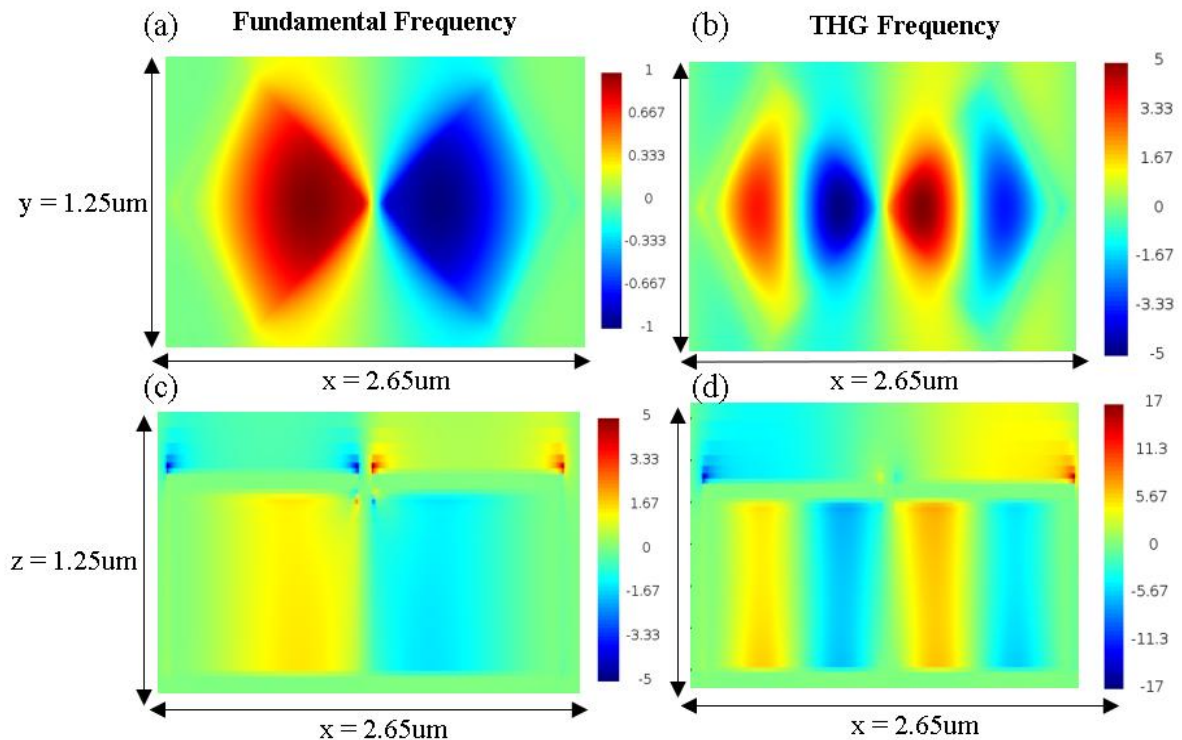 (a) Fundamental Frequency
(b) THG Frequency
y = 1.25um
1
0.667
0.333
0
-0.333
-0.667
-1
5
3.33
1.67
0
-1.67
-3.33
-5
x = 2.65um
x = 2.65um
(c)
(d)
z = 1.25um
5
3.33
1.67
0
-1.67
-3.33
-5
17
11.3
5.67
0
-5.67
-11.3
-17
x = 2.65um
x = 2.65um